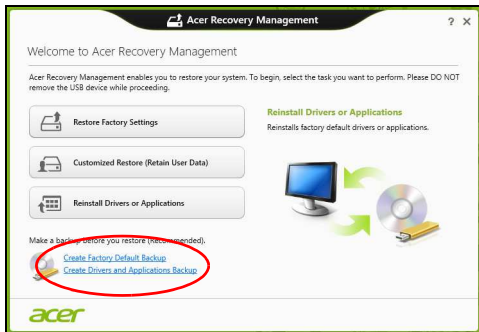 Acer Recovery Management
? X
Welcome to Acer Recovery Management
Acer Recovery Management enables you to restore your system. To begin, select the task you want to perform. Please DO NOT
remove the USB device while proceeding.
Restore Factory Settings
Customized Restore (Retain User Data)
Reinstall Drivers or Applications
Reinstall Drivers or Applications
Reinstalls factory default drivers or applications.
Make a backup before you restore (Recommended).
Create Factory Default Backup
Create Drivers and Applications Backup
acer